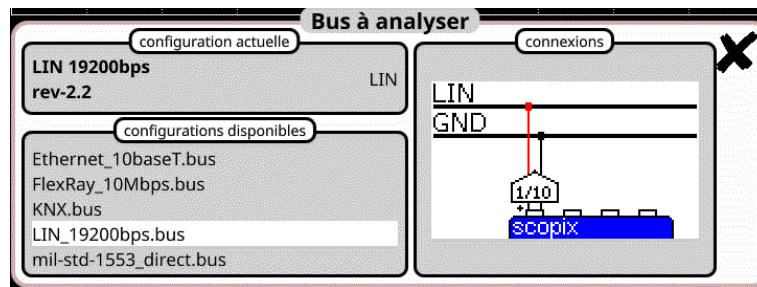 Bus à analyser
configuration actuelle
LIN 19200bps
LIN
rev-2.2
configurations disponibles
Ethernet_10baseT.bus
FlexRay_10Mbps.bus
KNX.bus
LIN_19200bps.bus
mil-std-1553_direct.bus
connexions
LIN
GND
1/10
+
scopix